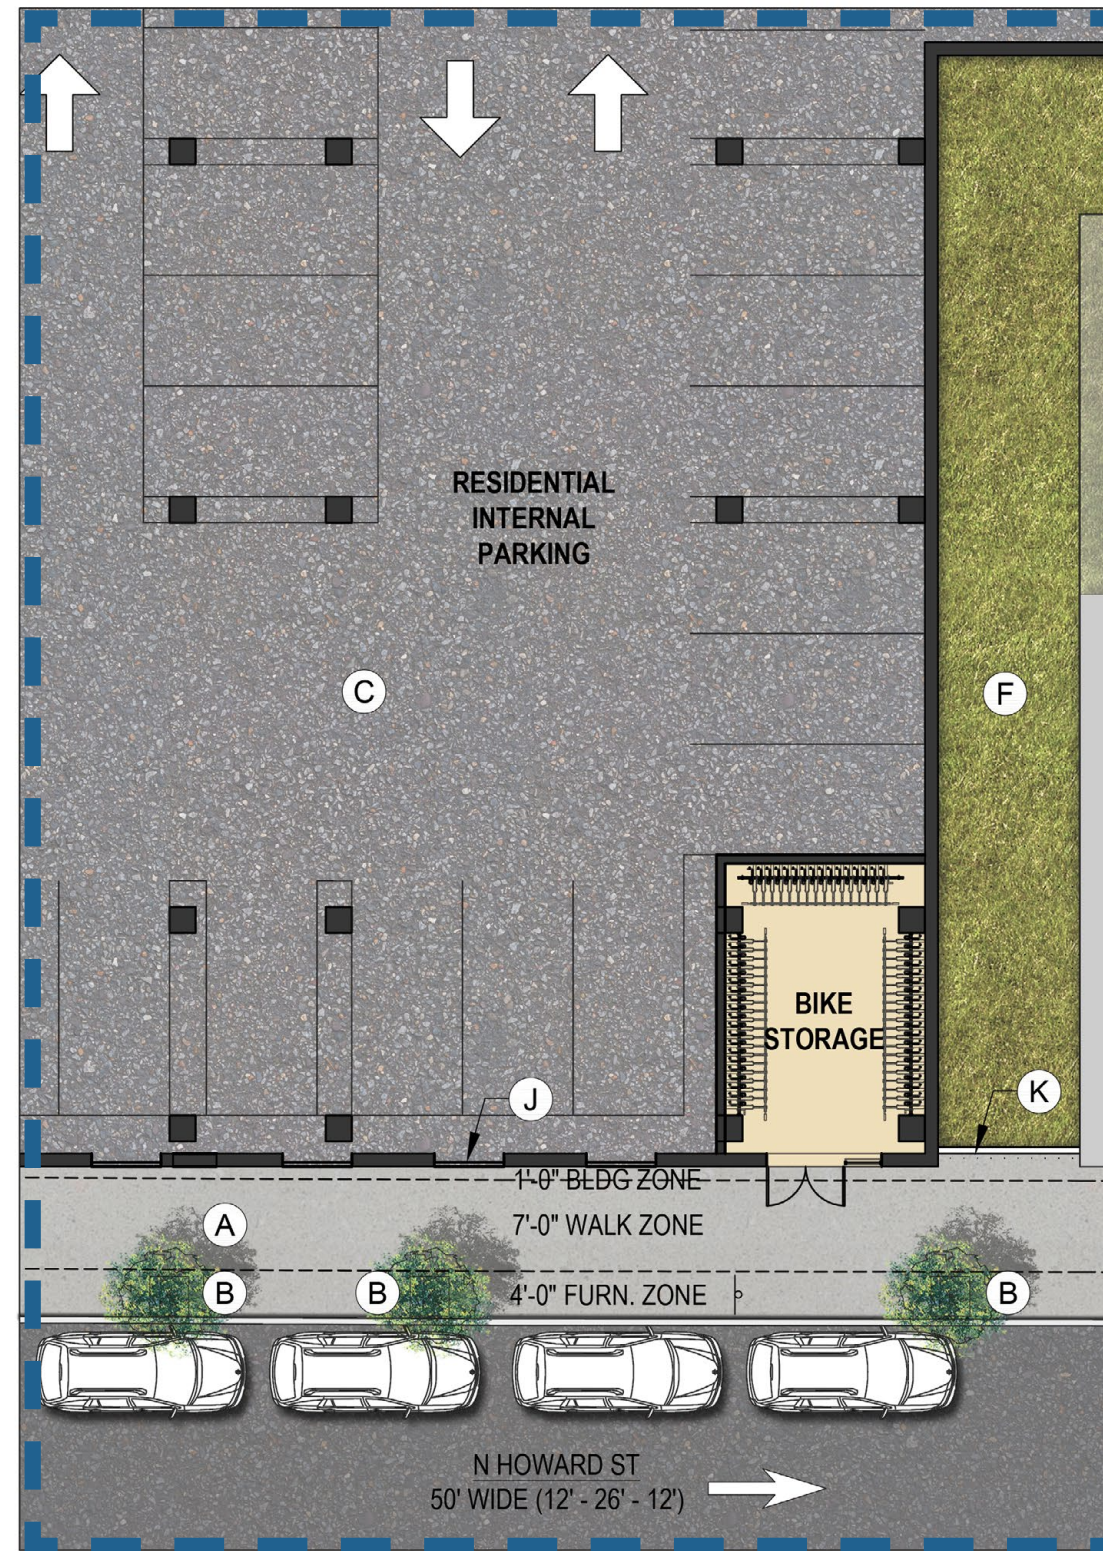 RESIDENTIAL
INTERNAL
PARKING
C
F
BIKE
STORAGE
J
K
1'-0" BLDG ZONE
A
7'-0" WALK ZONE
B
B
4'-0" FURN. ZONE
B
N HOWARD ST
50' WIDE (12' - 26' - 12')